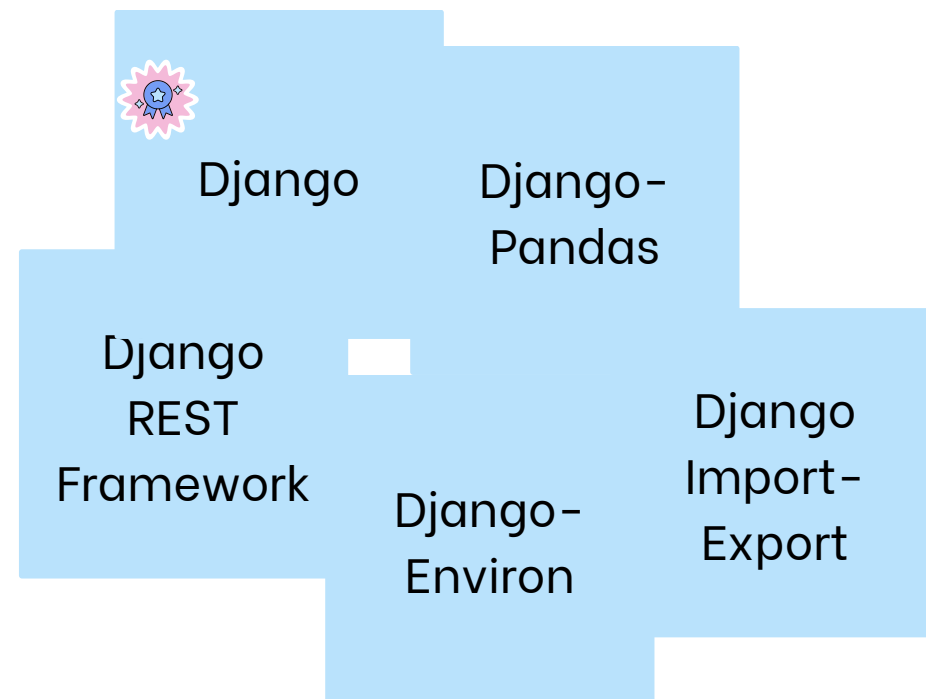 Django
Django-
Pandas
Django
REST
Framework
Django-
Environ
Django
Import-
Export